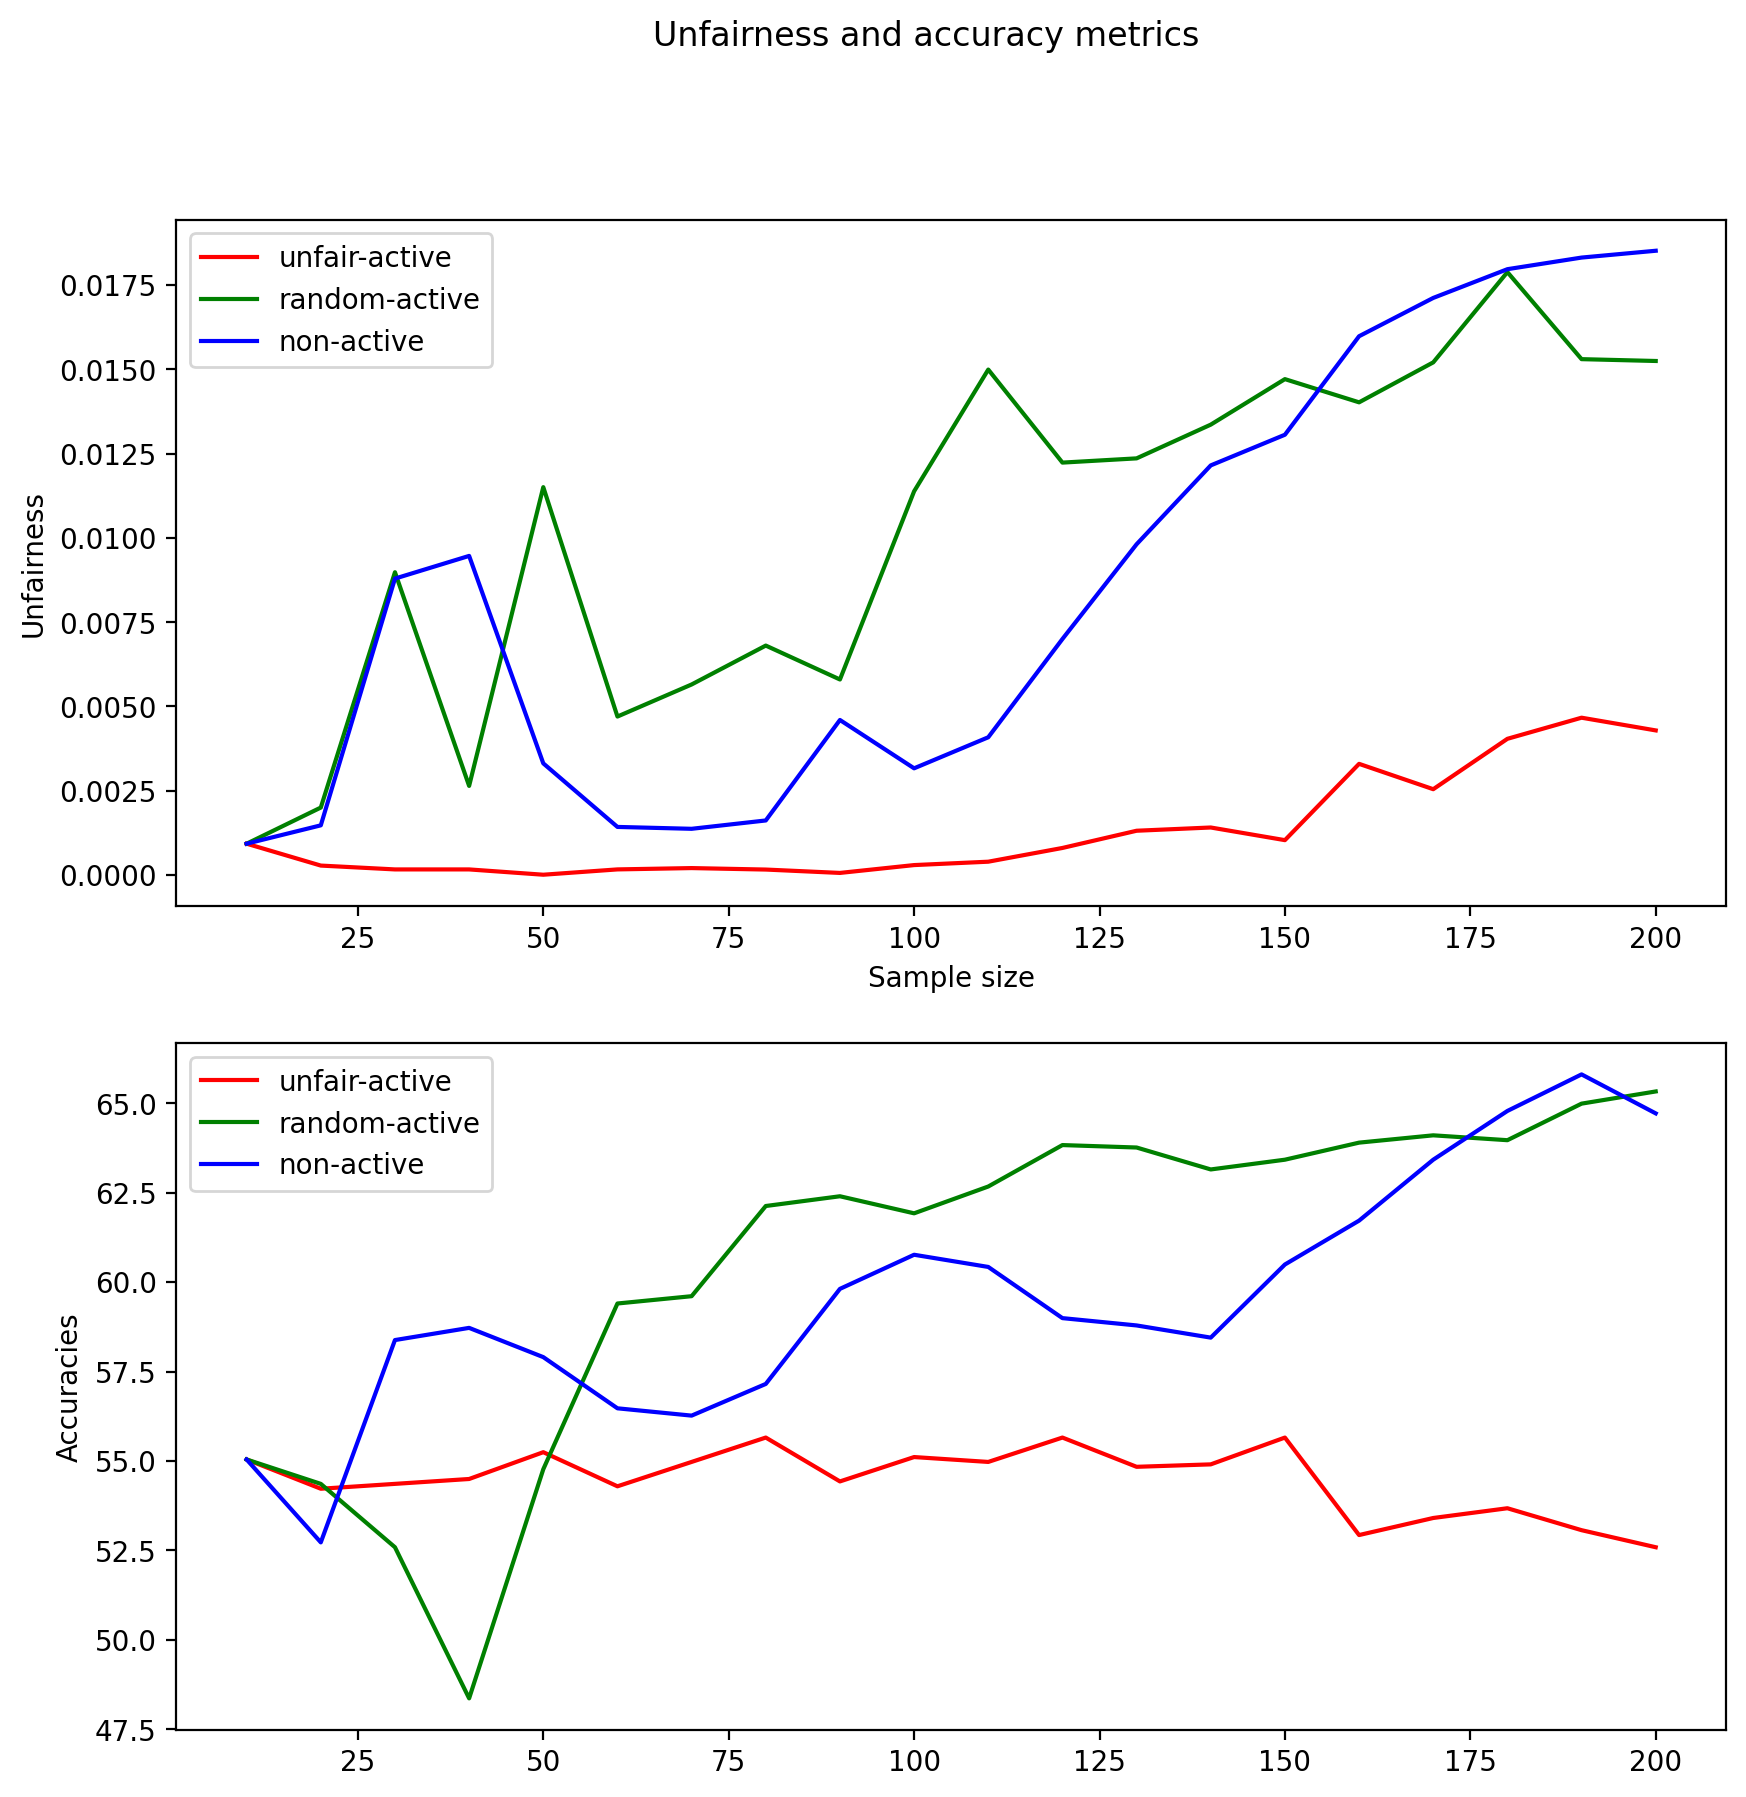 Unfairness and accuracy metrics
unfair-active
random-active
non-active
0.0175
0.0150
0.0125
0.0100
0.0075
0.0050
0.0025
0.0000
Unfairness
25 50 75 100 125 150 175 200
Sample size
unfair-active
random-active
non-active
65.0
62.5
60.0
57.5
55.0
52.5
50.0
47.5
Accuracies
25 50 75 100 125 150 175 200